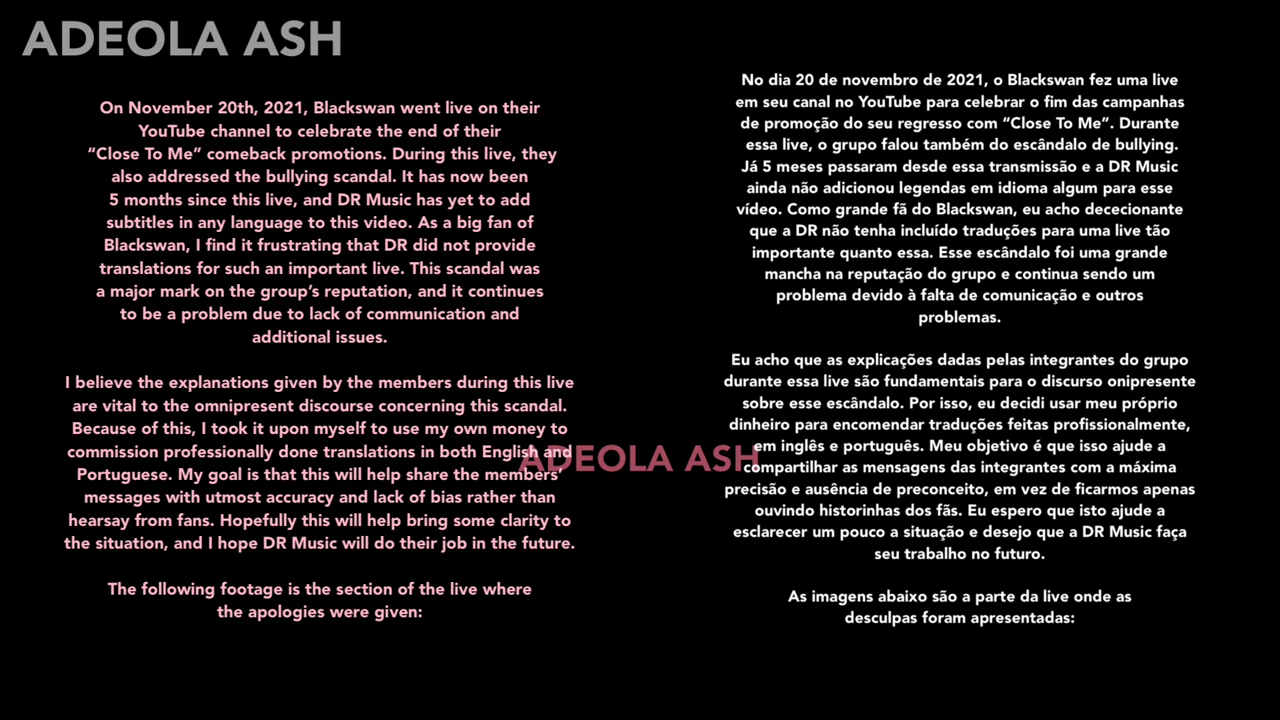 ADEOLA ASH
On November 20th, 2021, Blackswan went live on their
YouTube channel to celebrate the end of their
“Close To Me” comeback promotions. During this live, they
also addressed the bullying scandal. It has now been
5 months since this live, and DR Music has yet to add
subtitles in any language to this video. As a big fan of
Blackswan, I find it frustrating that DR did not provide
translations for such an important live. This scandal was
a major mark on the group’s reputation, and it continues
to be a problem due to lack of communication and
additional issues.
I believe the explanations given by the members during this live
are vital to the omnipresent discourse concerning this scandal.
Because of this, I took it upon myself to use my own money to
commission professionally done translations in both English and
Portuguese. My goal is that this will help share the members’
messages with utmost accuracy and lack of bias rather than
hearsay from fans. Hopefully this will help bring some clarity to
the situation, and I hope DR Music will do their job in the future.
The following footage is the section of the live where
the apologies were given:
ADEOLA ASH
No dia 20 de novembro de 2021, o Blackswan fez uma live
em seu canal no YouTube para celebrar o fim das campanhas
de promoção do seu regresso com “Close To Me”. Durante
essa live, o grupo falou também do escândalo de bullying.
Já 5 meses passaram desde essa transmissão e a DR Music
ainda não adicionou legendas em idioma algum para esse
vídeo. Como grande fã do Blackswan, eu acho dececionante
que a DR não tenha incluído traduções para uma live tão
importante quanto essa. Esse escândalo foi uma grande
mancha na reputação do grupo e continua sendo um
problema devido à falta de comunicação e outros
problemas.
Eu acho que as explicações dadas pelas integrantes do grupo
durante essa live são fundamentais para o discurso onipresente
sobre esse escândalo. Por isso, eu decidi usar meu próprio
dinheiro para encomendar traduções feitas profissionalmente,
em inglês e português. Meu objetivo é que isso ajude a
compartilhar as mensagens das integrantes com a máxima
precisão e ausência de preconceito, em vez de ficarmos apenas
ouvindo historinhas dos fãs. Eu espero que isto ajude a
esclarecer um pouco a situação e desejo que a DR Music faça
seu trabalho no futuro.
As imagens abaixo são a parte da live onde as
desculpas foram apresentadas: